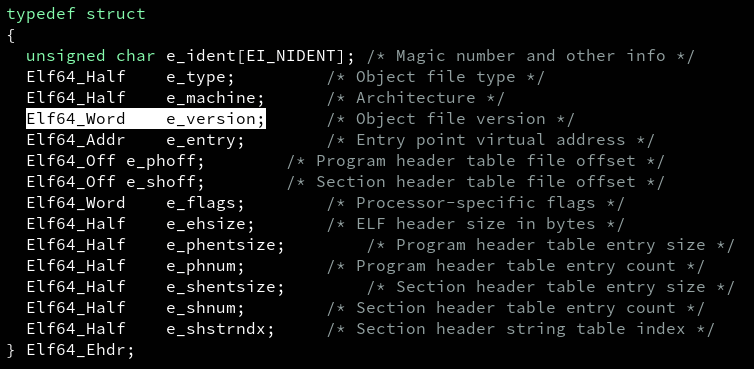 typedef struct
{
  unsigned char e_ident[EI_NIDENT]; /* Magic number and other info */
  Elf64_Half    e_type;         /* Object file type */
  Elf64_Half    e_machine;      /* Architecture */
  Elf64_Word    e_version;      /* Object file version */
  Elf64_Addr    e_entry;        /* Entry point virtual address */
  Elf64_Off e_phoff;        /* Program header table file offset */
  Elf64_Off e_shoff;        /* Section header table file offset */
  Elf64_Word    e_flags;        /* Processor-specific flags */
  Elf64_Half    e_ehsize;       /* ELF header size in bytes */
  Elf64_Half    e_phentsize;        /* Program header table entry size */
  Elf64_Half    e_phnum;        /* Program header table entry count */
  Elf64_Half    e_shentsize;        /* Section header table entry size */
  Elf64_Half    e_shnum;        /* Section header table entry count */
  Elf64_Half    e_shstrndx;     /* Section header string table index */
} Elf64_Ehdr;